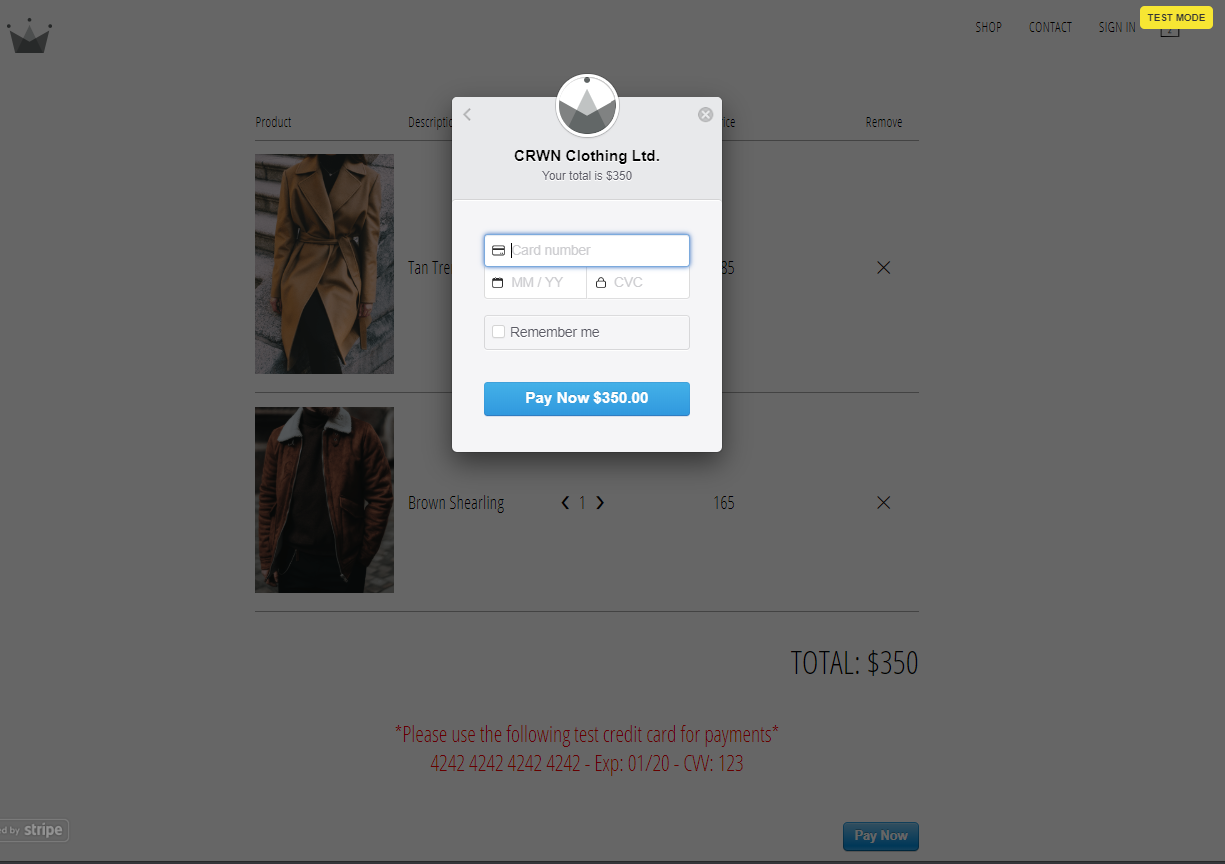 SHOP CONTACT SIGN IN TEST MODE
2
CRWN Clothing Ltd.
Your total is $350
Product Descriptio ice Remove
Card number
MM / YY CVC
Remember me
Pay Now $350.00
Tan Tre 85
Brown Shearling 1 165
TOTAL: $350
*Please use the following test credit card for payments*
4242 4242 4242 4242 - Exp: 01/20 - CVV: 123
ed by stripe
Pay Now